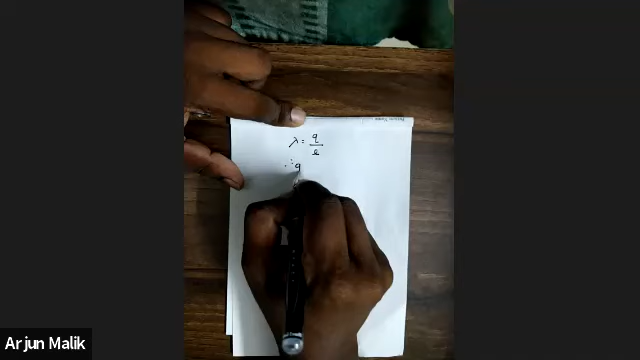 λ = q/l
∴ q
Arjun Malik